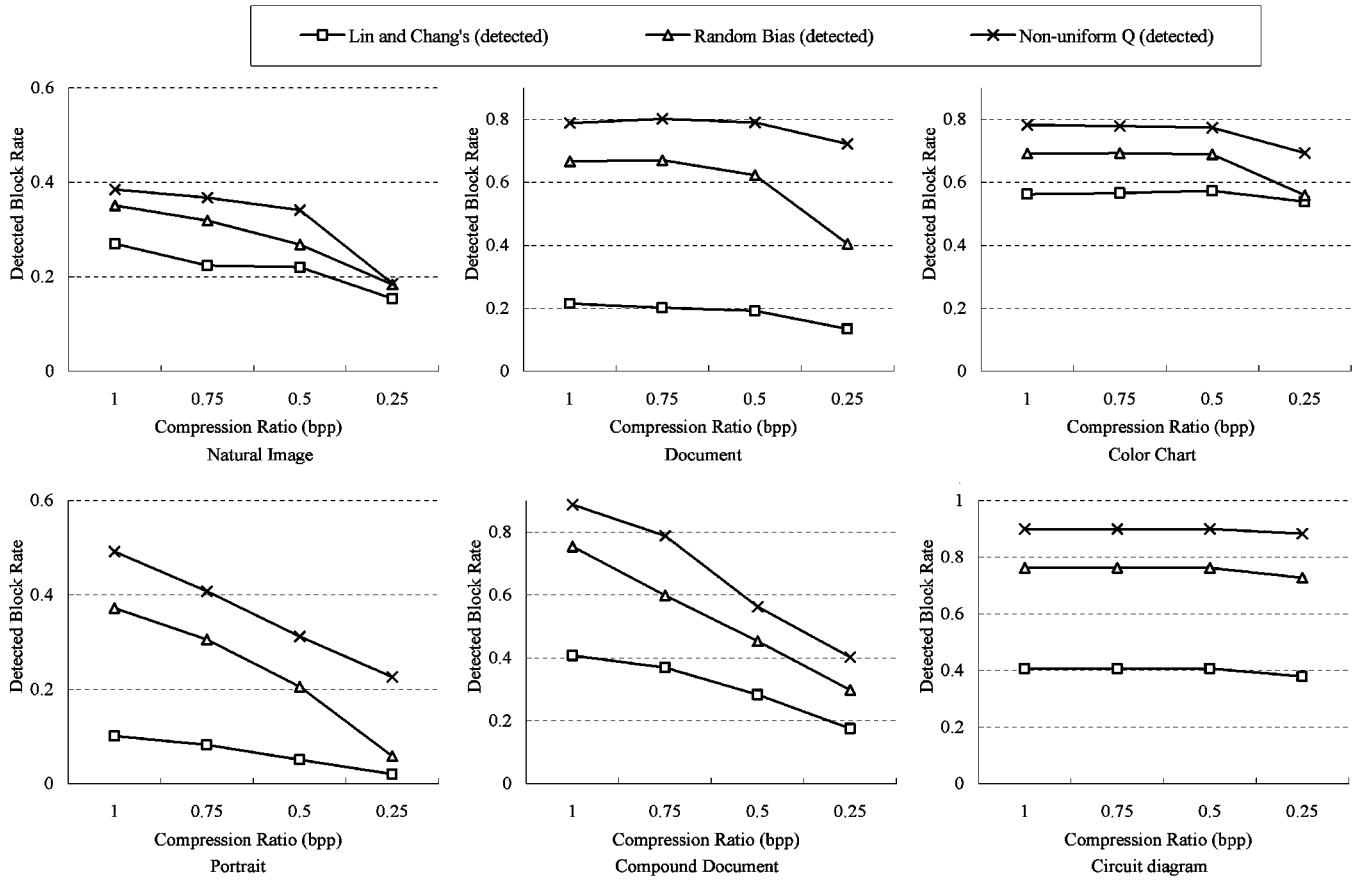 Lin and Chang's (detected) Random Bias (detected) Non-uniform Q (detected)
Detected Block Rate
0.6
0.4
0.2
0
1 0.75 0.5 0.25
Compression Ratio (bpp)
Natural Image
Detected Block Rate
0.8
0.6
0.4
0.2
0
1 0.75 0.5 0.25
Compression Ratio (bpp)
Document
Detected Block Rate
0.8
0.6
0.4
0.2
0
1 0.75 0.5 0.25
Compression Ratio (bpp)
Color Chart
Detected Block Rate
0.6
0.4
0.2
0
1 0.75 0.5 0.25
Compression Ratio (bpp)
Portrait
Detected Block Rate
0.8
0.6
0.4
0.2
0
1 0.75 0.5 0.25
Compression Ratio (bpp)
Compound Document
Detected Block Rate
1
0.8
0.6
0.4
0.2
0
1 0.75 0.5 0.25
Compression Ratio (bpp)
Circuit diagram